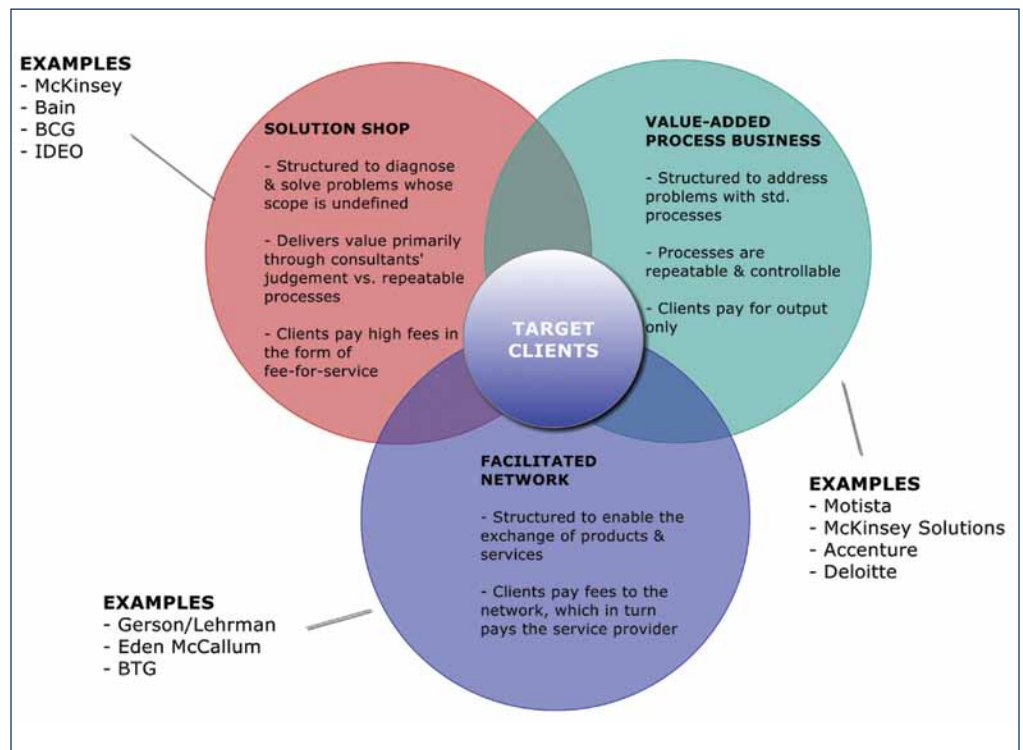 EXAMPLES
- McKinsey
- Bain
- BCG
- IDEO
SOLUTION SHOP
- Structured to diagnose
& solve problems whose
scope is undefined
- Delivers value primarily
through consultants'
judgement vs. repeatable
processes
- Clients pay high fees in
the form of
fee-for-service
VALUE-ADDED
PROCESS BUSINESS
- Structured to address
problems with std.
processes
- Processes are
repeatable & controllable
- Clients pay for output
only
TARGET
CLIENTS
FACILITATED
NETWORK
- Structured to enable the
exchange of products &
services
- Clients pay fees to the
network, which in turn
pays the service provider
EXAMPLES
- Motista
- McKinsey Solutions
- Accenture
- Deloitte
EXAMPLES
- Gerson/Lehrman
- Eden McCallum
- BTG